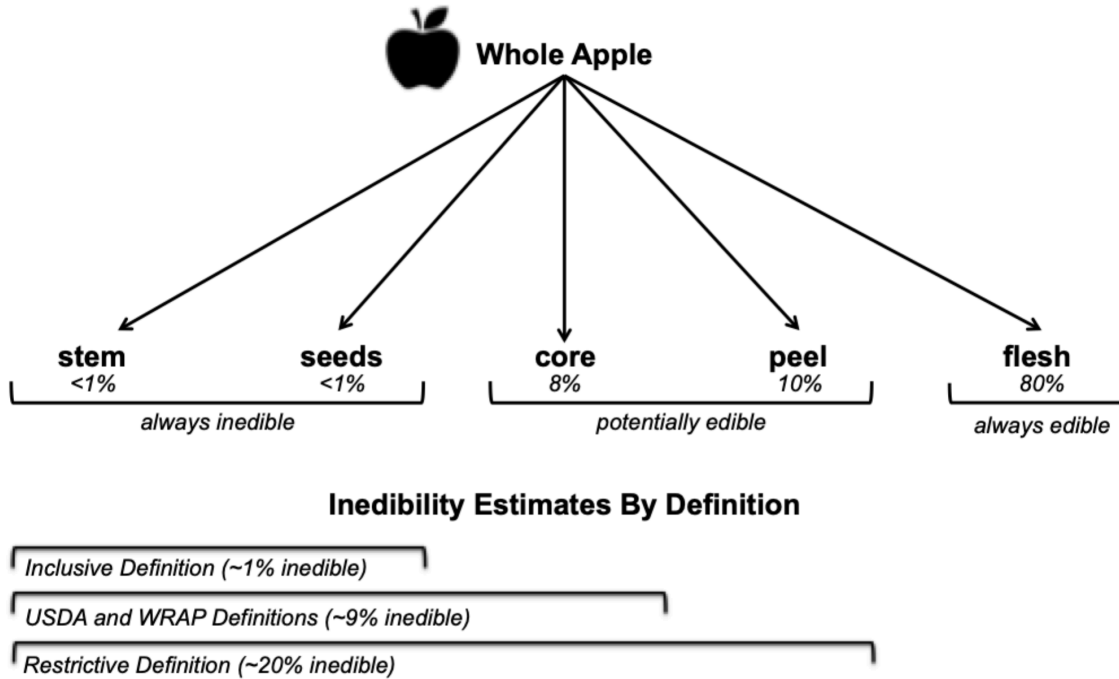 Whole Apple
stem seeds core peel flesh
<1% <1% 8% 10% 80%
always inedible potentially edible always edible
Inedibility Estimates By Definition
Inclusive Definition (~1% inedible)
USDA and WRAP Definitions (~9% inedible)
Restrictive Definition (~20% inedible)